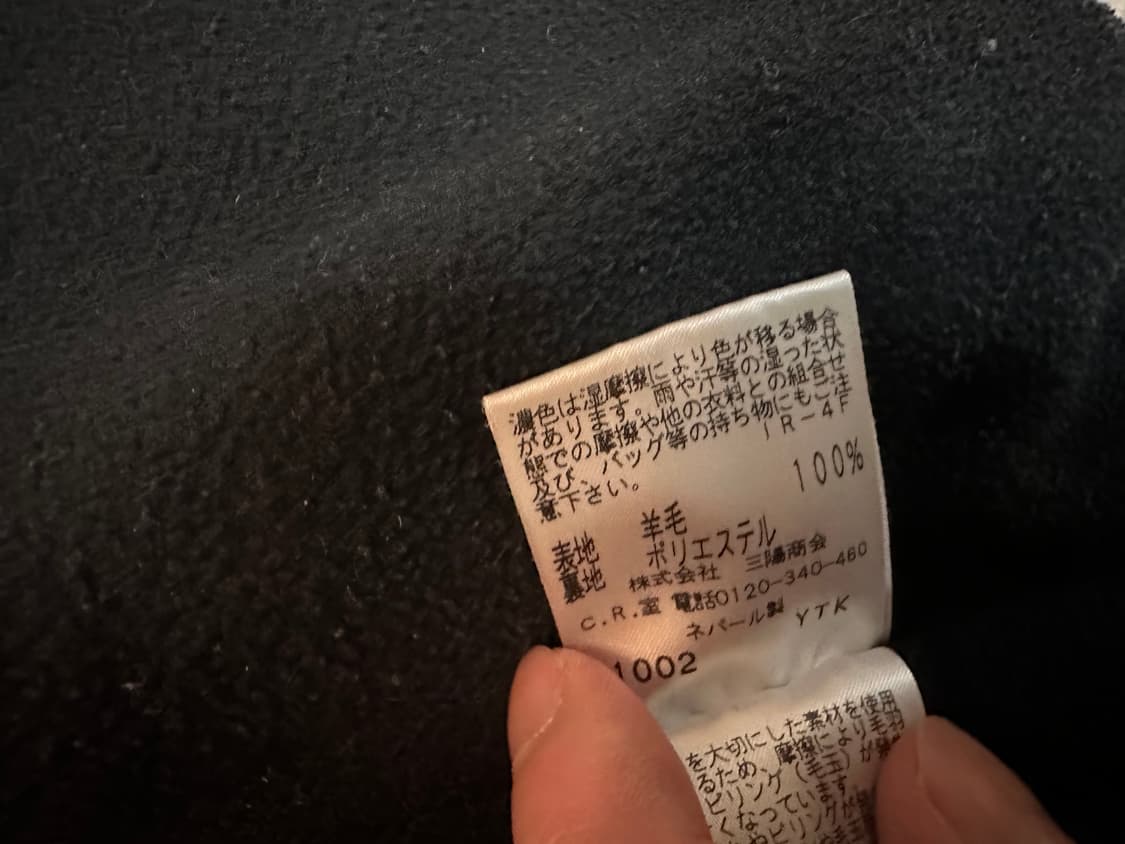 濃色は湿摩擦により色が移る場合
があります。雨や汗等の湿った状
態での摩擦や他の衣料との組合せ
及び、バッグ等の持ち物にもご注
意下さい。
IR-4F
表地 羊毛 100%
裏地 ポリエステル
株式会社 三陽商会
C.R.室 電話0120-340-460
ネパール製 YTK
1002
を大切にした素材を使用
るため、摩擦により毛羽
ピリング(毛玉)が発
くなっています。
ピリングが